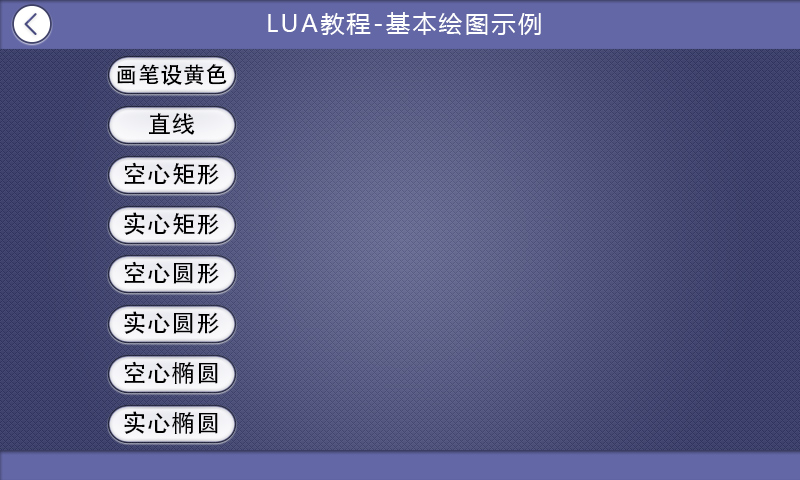 LUA教程-基本绘图示例
画笔设黄色
直线
空心矩形
实心矩形
空心圆形
实心圆形
空心椭圆
实心椭圆